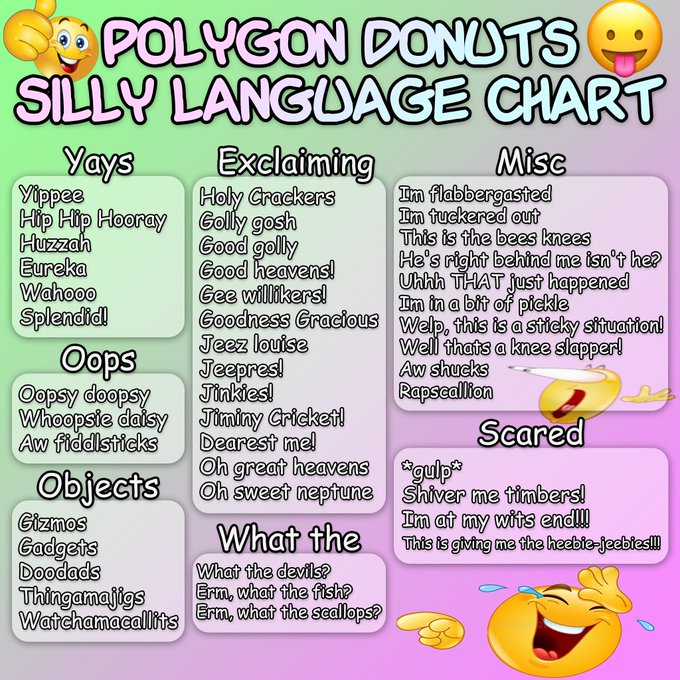 POLYGON DONUTS
SILLY LANGUAGE CHART
Yays
Yippee
Hip Hip Hooray
Huzzah
Eureka
Wahooo
Splendid!
Oops
Oopsy doopsy
Whoopsie daisy
Aw fiddlsticks
Objects
Gizmos
Gadgets
Doodads
Thingamajigs
Watchamacallits
Exclaiming
Holy Crackers
Golly gosh
Good golly
Good heavens!
Gee willikers!
Goodness Gracious
Jeez louise
Jeepres!
Jinkies!
Jiminy Cricket!
Dearest me!
Oh great heavens
Oh sweet neptune
What the
What the devils?
Erm, what the fish?
Erm, what the scallops?
Misc
Im flabbergasted
Im tuckered out
This is the bees knees
He's right behind me isn't he?
Uhhh THAT just happened
Im in a bit of pickle
Welp, this is a sticky situation!
Well thats a knee slapper!
Aw shucks
Rapscallion
Scared
*gulp*
Shiver me timbers!
Im at my wits end!!!
This is giving me the heebie-jeebies!!!